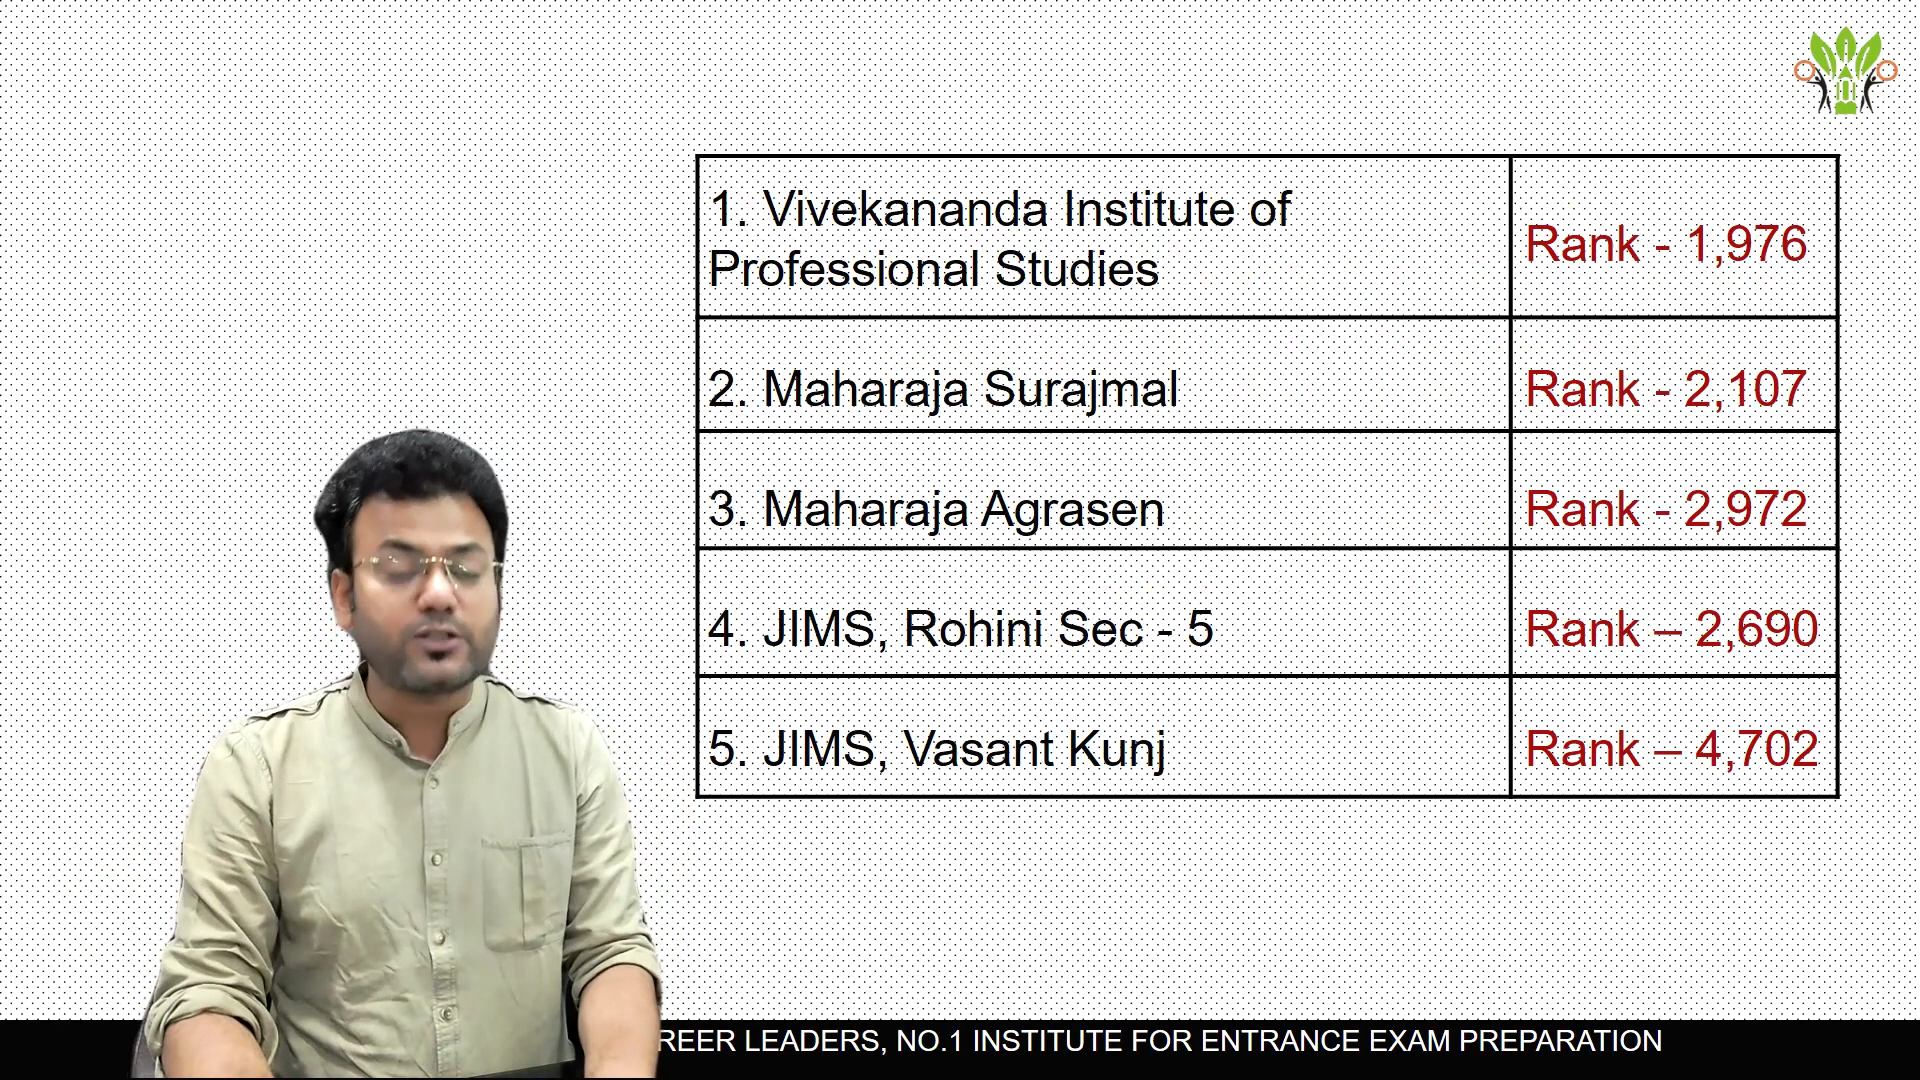 1. Vivekananda Institute of
Professional Studies
Rank - 1,976
2. Maharaja Surajmal
Rank - 2,107
3. Maharaja Agrasen
Rank - 2,972
4. JIMS, Rohini Sec - 5
Rank – 2,690
5. JIMS, Vasant Kunj
Rank – 4,702
LEADERS, NO.1 INSTITUTE FOR ENTRANCE EXAM PREPARATION